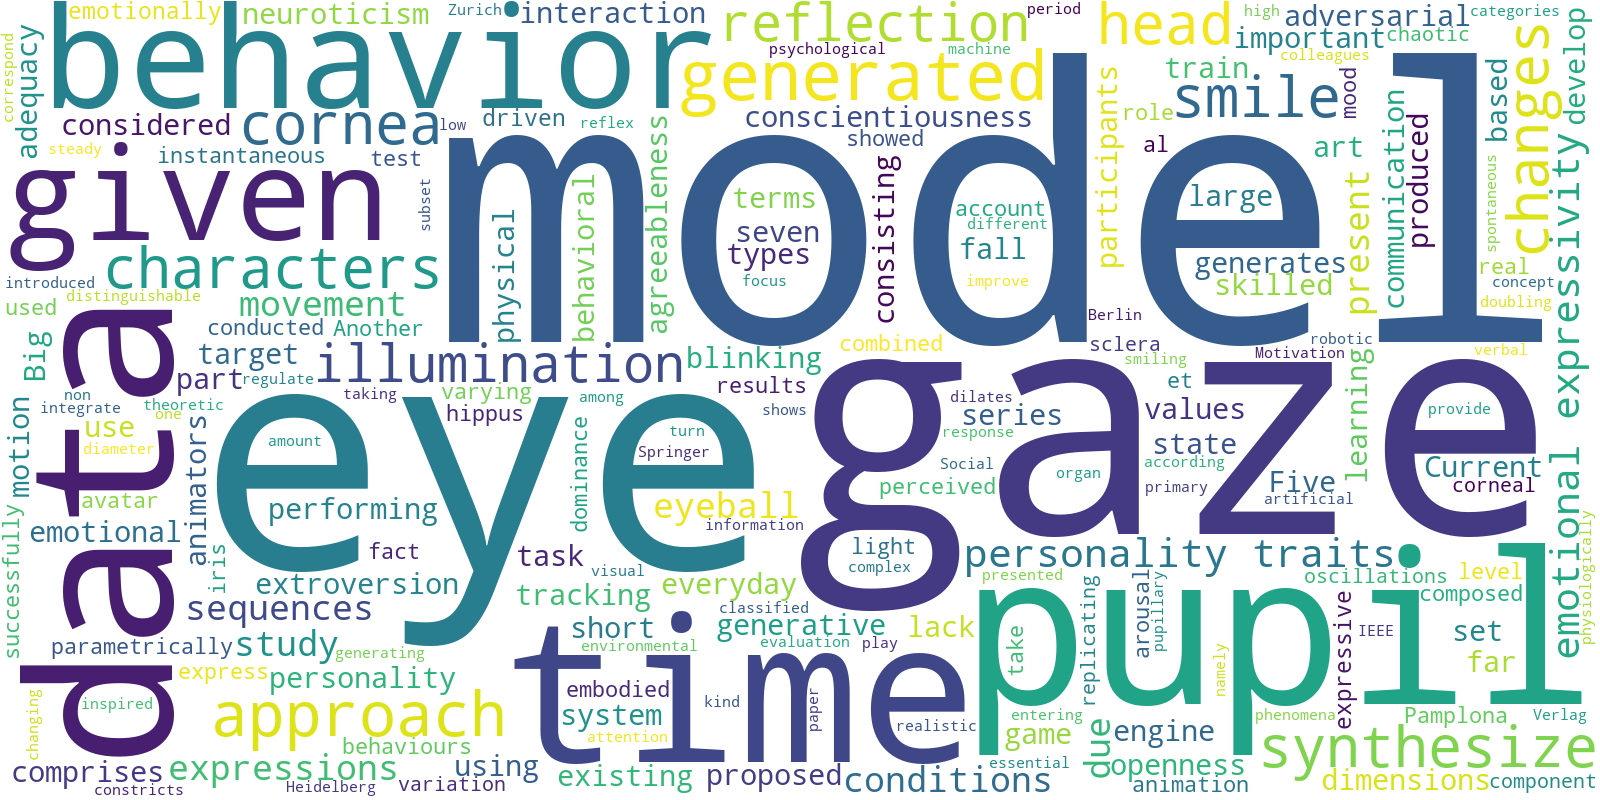 emotionally
neuroticism
Zurich
interaction
reflection
period
head
high
adversarial
categories
behavior
psychological
machine
important
chaotic
colleagues
correspond
adequacy
generated
train
smile
mood
changes
based
develop
considered
cornea
low
driven
reflex
conscientiousness
showed
participants
role
al
art
communication
produced
steady
instantaneous
test
subset
model
given
characters
physical
behavioral
agreeableness
terms
seven
types
focus
consisting
account
different
fall
improve
large
generates
skilled
present
spontaneous
real
concept
doubling
emotional expressivity
introduced
distinguishable
used
movement
conducted
Another
Berlin
robotic
Big
data
target
illumination
blinking
combined
sclera
smiling
Motivation
verbal
part
regulate
non
integrate
theoretic
taking
varying
hippus
among
results
shows
gaze
dilates
series
response
et
values
state
learning
provide
one
use
diameter
motion
avatar
animators
amount
eye
dominance
turn
Springer
Social
perceived
organ
according
primary
Five
artificial
Current
corneal
emotional
performing
eyeball
information
successfully
iris
fact
task
visual
light
complex
personality traits
pupil
physiologically
extroversion
tracking
everyday
presented
oscillations
level
composed
sequences
short
classified
generative
lack
replicating
arousal
pupillary
expressive
IEEE
set
parametrically
study
generating
time
environmental
evaluation
play
take
namely
far
express
personality
embodied
kind
paper
realistic
inspired
changing
approach
system
attention
entering
game
due
engine
phenomena
Pamplona
Verlag
synthesize
behaviours
essential
comprises
expressions
using
existing
proposed
conditions
openness
dimensions
component
constricts
Heidelberg
variation
animation